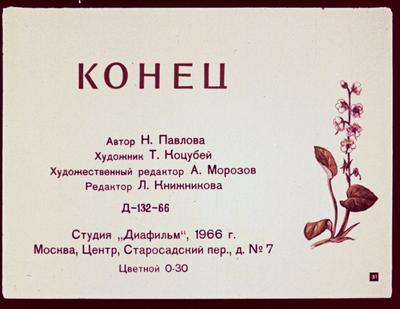 КОНЕЦ
Автор Н. Павлова
Художник Т. Коцубей
Художественный редактор А. Морозов
Редактор Л. Книжникова
Д-132-66
Студия „Диафильм", 1966 г.
Москва, Центр, Старосадский пер., д. № 7
Цветной 0-30
31